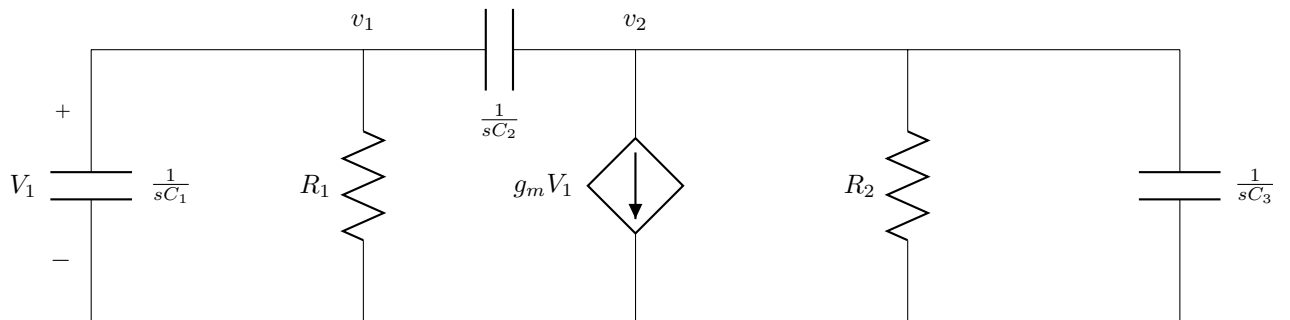 v₁
v₂
+
1/sC₂
V₁
1/sC₁
R₁
gₘV₁
R₂
1/sC₃
−